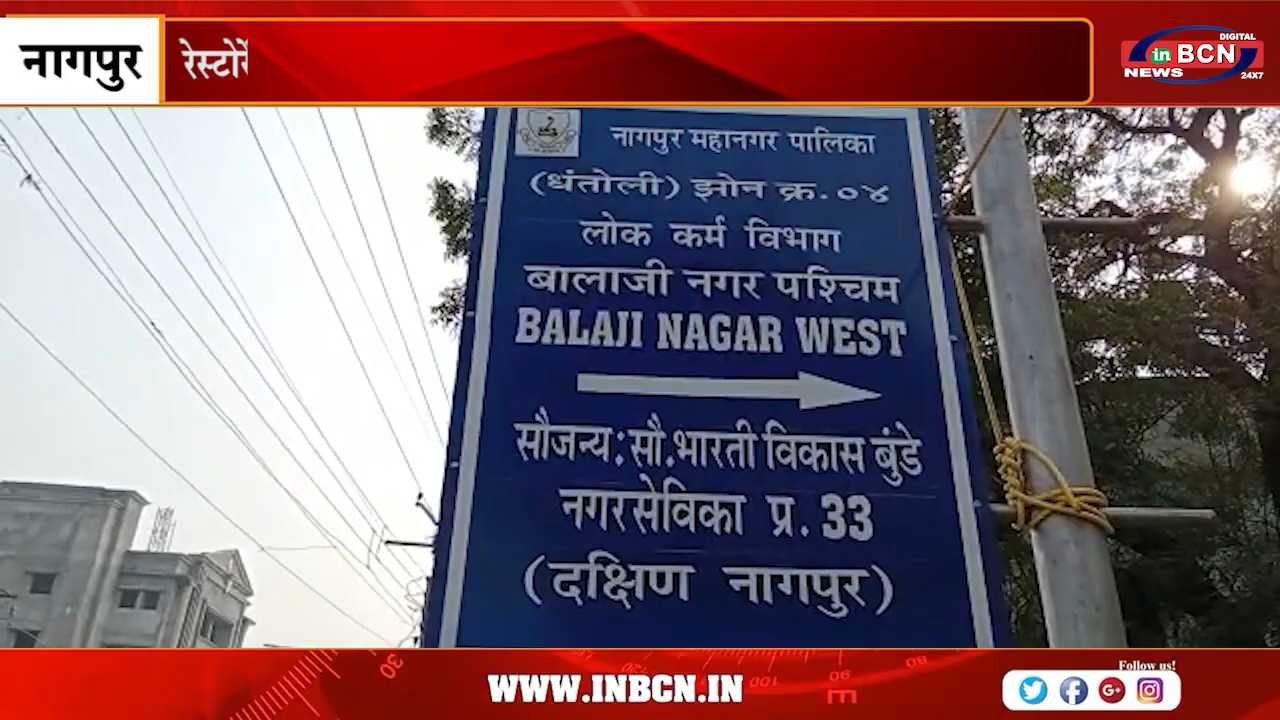 नागपुर
रेस्टोरें
DIGITAL
in BCN
NEWS 24X7
नागपुर महानगर पालिका
(धंतोली) झोन क्र. ०४
लोक कर्म विभाग
बालाजी नगर पश्चिम
BALAJI NAGAR WEST
सौजन्य: सौ. भारती विकास बुंडे
नगरसेविका प्र. 33
(दक्षिण नागपुर)
WWW.INBCN.IN
Follow us!